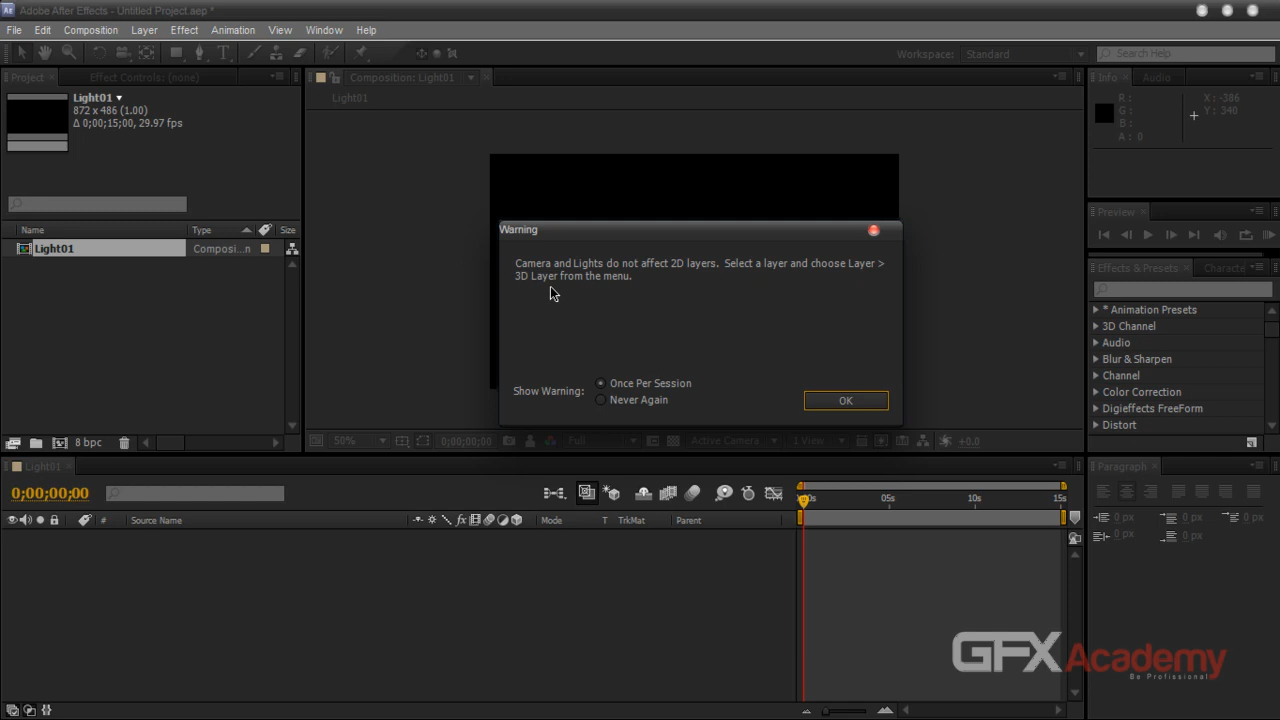 Adobe After Effects - Untitled Project.aep *
File Edit Composition Layer Effect Animation View Window Help
Workspace: Standard
Search Help
Project
Effect Controls: (none)
Composition: Light01
Info
Audio
Light01
872 x 486 (1.00)
Δ 0;00;15;00, 29.97 fps
Light01
R :
G :
B :
A : 0
X : -386
Y : 340
Name Type Size
Light01 Composi...n
Warning
Camera and Lights do not affect 2D layers. Select a layer and choose Layer >
3D Layer from the menu.
Show Warning:
Once Per Session
Never Again
OK
Preview
Effects & Presets
Characte
* Animation Presets
3D Channel
Audio
Blur & Sharpen
Channel
Color Correction
Digieffects FreeForm
Distort
8 bpc
50%
0;00;00;00
Full
Active Camera
1 View
+0.0
Light01
0;00;00;00
05s
10s
15s
# Source Name
Mode
T TrkMat
Parent
Paragraph
0 px
0 px
0 px
0 px
0 px
GFX Academy
Be Proffisional